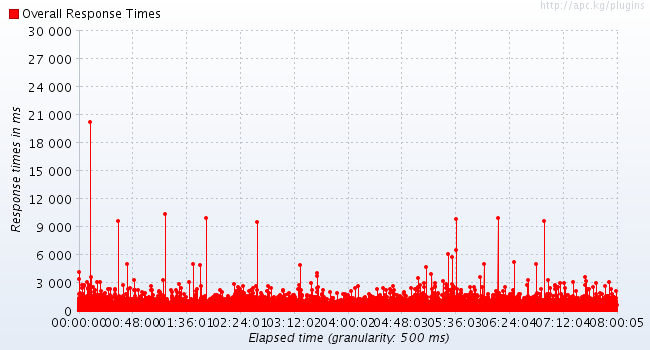 http://apc.kg/plugins
Overall Response Times
30 000
27 000
24 000
21 000
18 000
15 000
12 000
9 000
6 000
3 000
0
Response times in ms
00:00:00 00:48:00 01:36:01 02:24:01 03:12:02 04:00:02 04:48:03 05:36:03 06:24:04 07:12:04 08:00:05
Elapsed time (granularity: 500 ms)